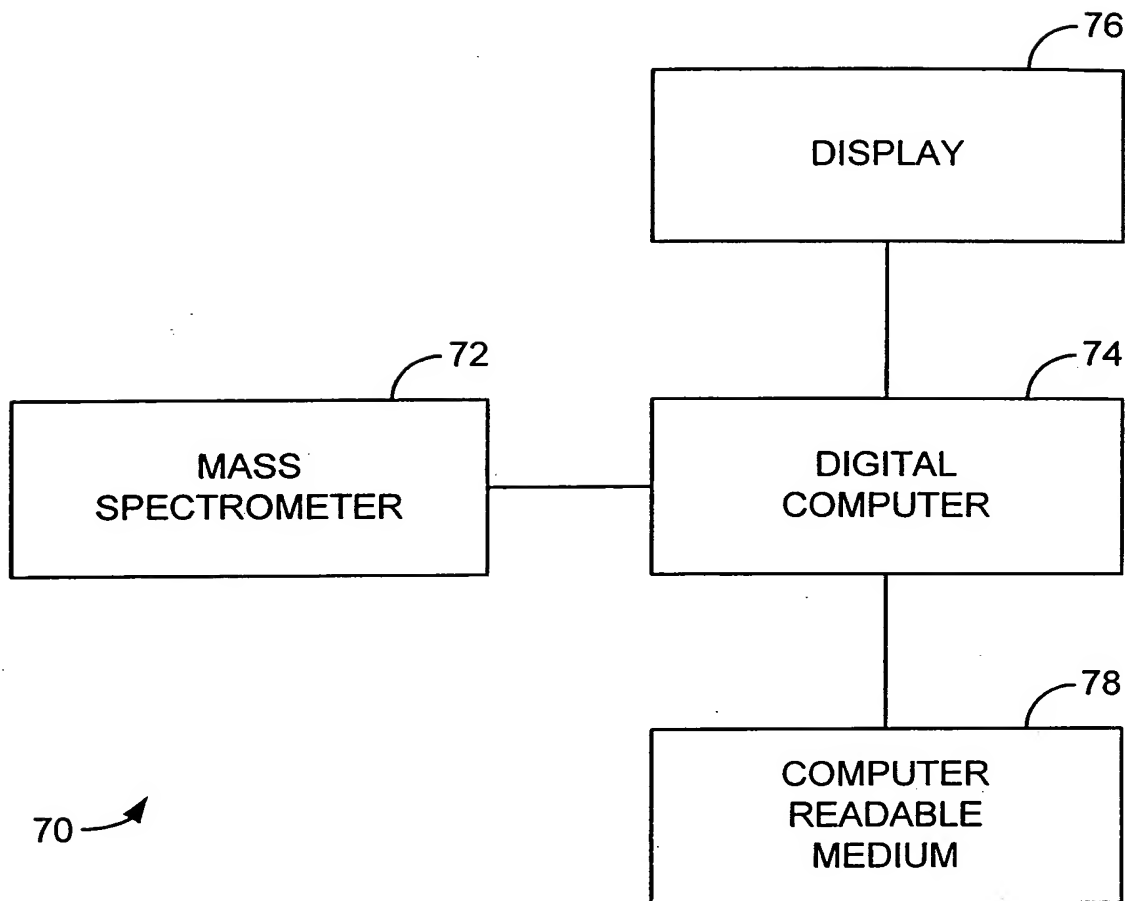 76
DISPLAY
72
74
MASS
SPECTROMETER
DIGITAL
COMPUTER
78
COMPUTER
READABLE
MEDIUM
70